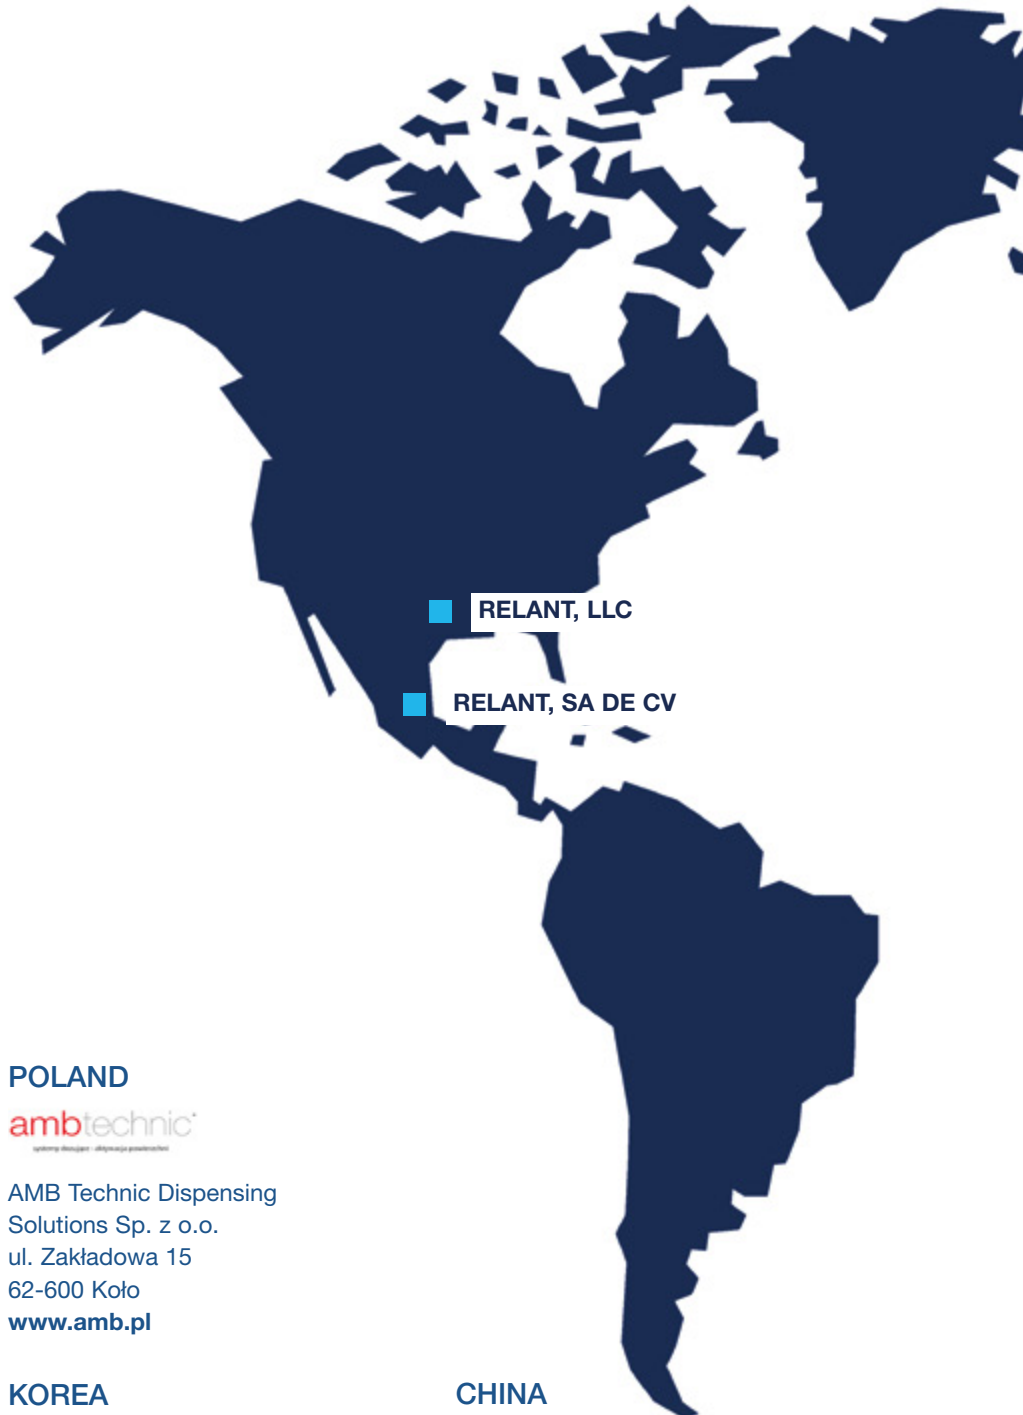 RELANT, LLC
RELANT, SA DE CV
POLAND
ambtechnic
AMB Technic Dispensing
Solutions Sp. z o.o.
ul. Zakładowa 15
62-600 Koło
www.amb.pl
KOREA
CHINA